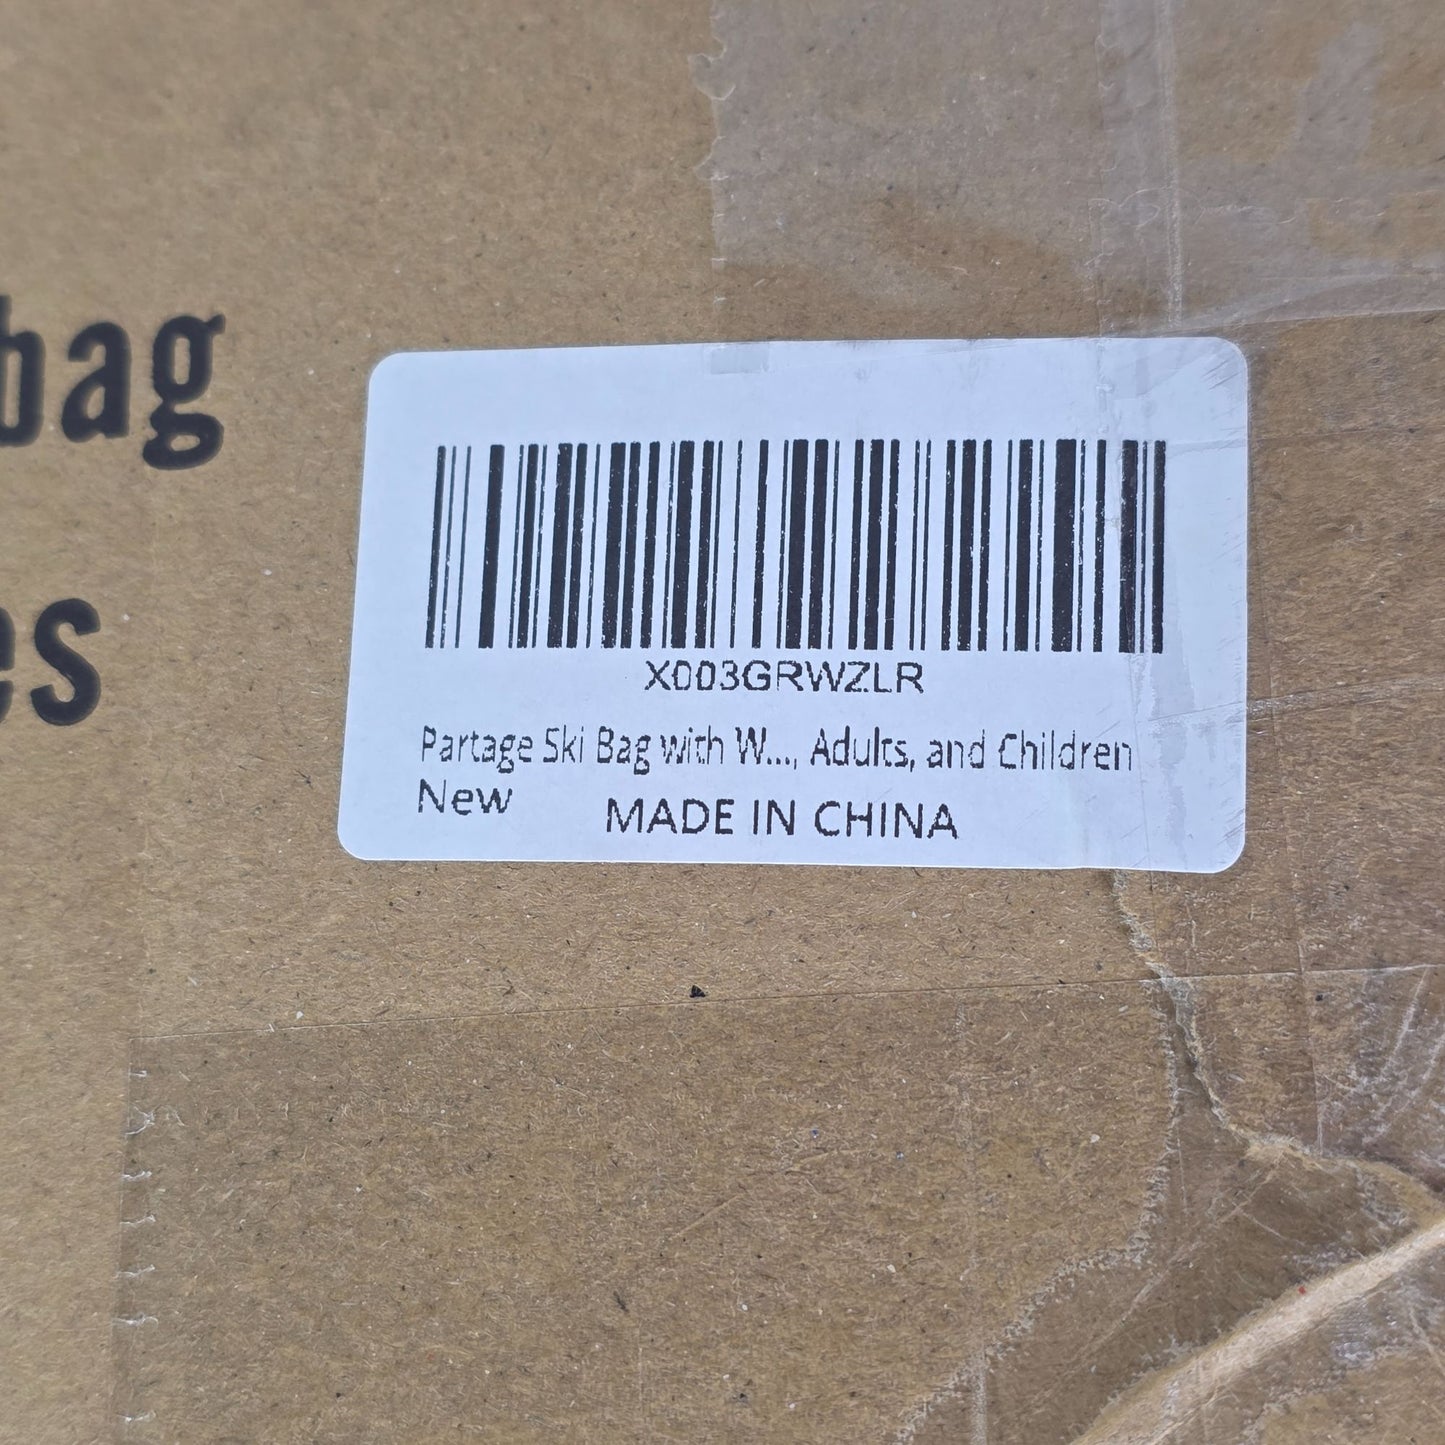 bag
es
X003GRWZLR
Partage Ski Bag with W..., Adults, and Children
New
MADE IN CHINA